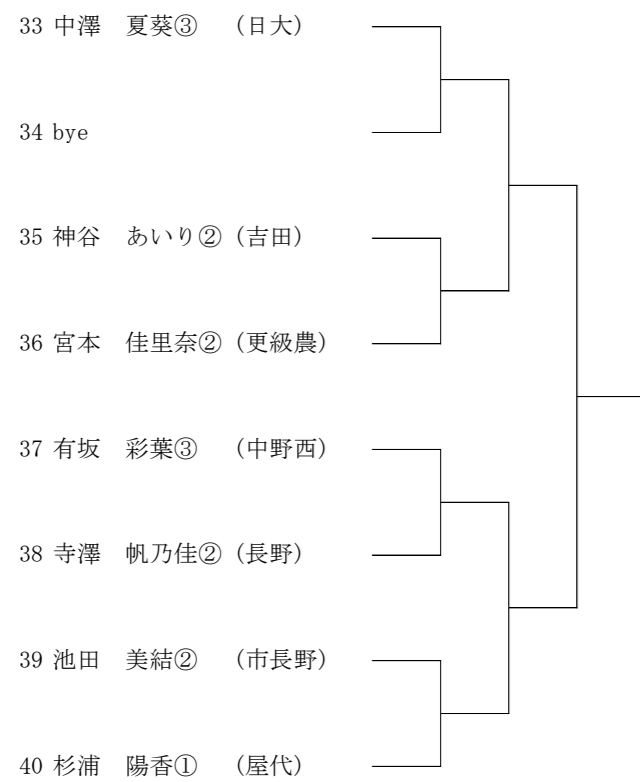 33 中澤　夏葵③　（日大）
34 bye
35 神谷　あいり②（吉田）
36 宮本　佳里奈②（更級農）
37 有坂　彩葉③　（中野西）
38 寺澤　帆乃佳②（長野）
39 池田　美結②　（市長野）
40 杉浦　陽香①　（屋代）